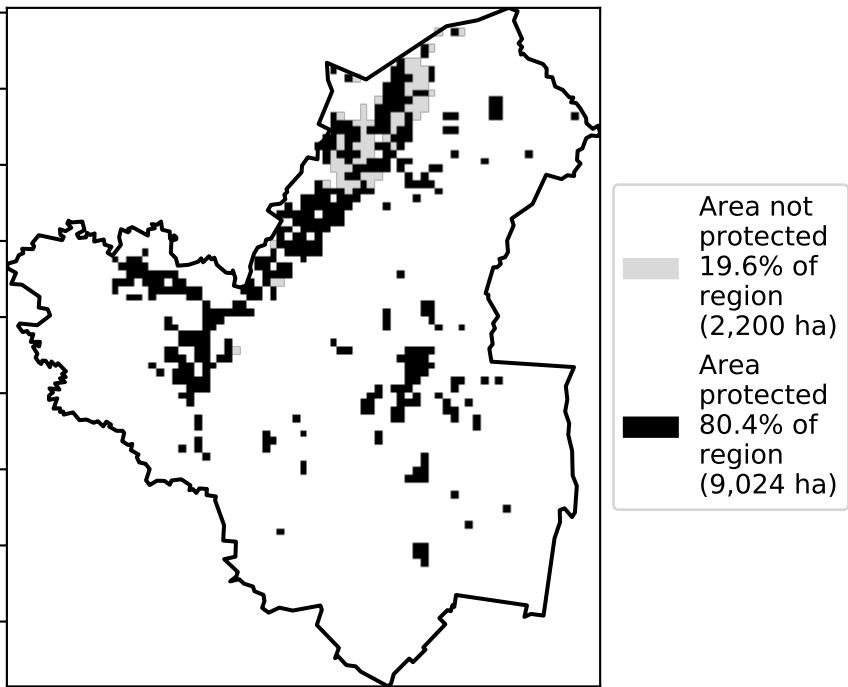 Area not
protected
19.6% of
region
(2,200 ha)
Area
protected
80.4% of
region
(9,024 ha)